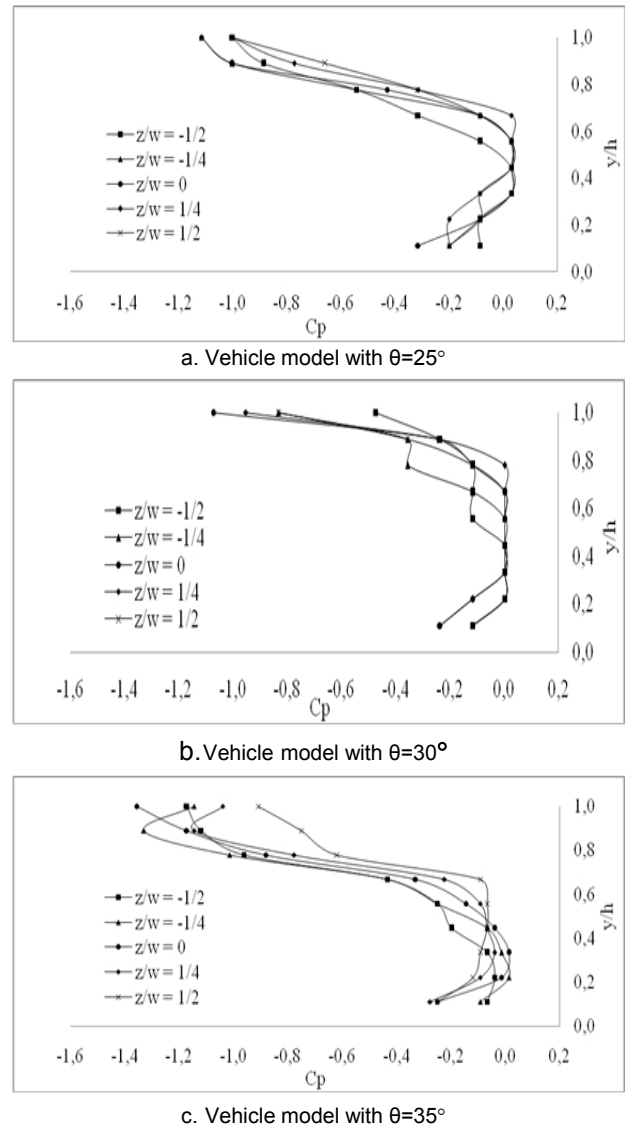 1,0
0,8
0,6
0,4
0,2
0,0
y/h
z/w = -1/2
z/w = -1/4
z/w = 0
z/w = 1/4
z/w = 1/2
-1,6 -1,4 -1,2 -1,0 -0,8 -0,6 -0,4 -0,2 0,0 0,2
Cp
a. Vehicle model with θ=25°
1,0
0,8
0,6
0,4
0,2
0,0
y/h
z/w = -1/2
z/w = -1/4
z/w = 0
z/w = 1/4
z/w = 1/2
-1,6 -1,4 -1,2 -1,0 -0,8 -0,6 -0,4 -0,2 0,0 0,2
Cp
b. Vehicle model with θ=30°
1,0
0,8
0,6
0,4
0,2
0,0
y/h
z/w = -1/2
z/w = -1/4
z/w = 0
z/w = 1/4
z/w = 1/2
-1,6 -1,4 -1,2 -1,0 -0,8 -0,6 -0,4 -0,2 0,0 0,2
Cp
c. Vehicle model with θ=35°